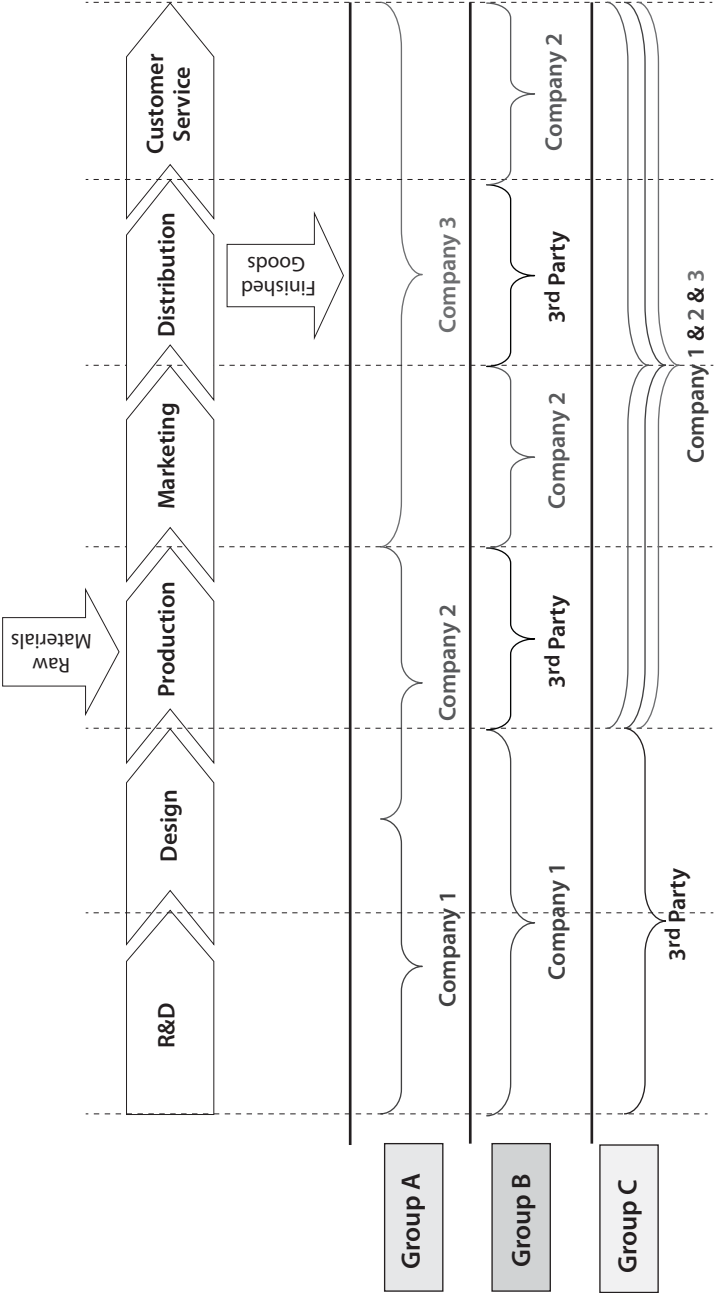 Raw
Materials
R&D
Design
Production
Marketing
Distribution
Customer
Service
Finished
Goods
Group A
Company 1
Company 2
Company 3
Group B
Company 1
3rd Party
Company 2
3rd Party
Company 2
Group C
3rd Party
Company 1 & 2 & 3